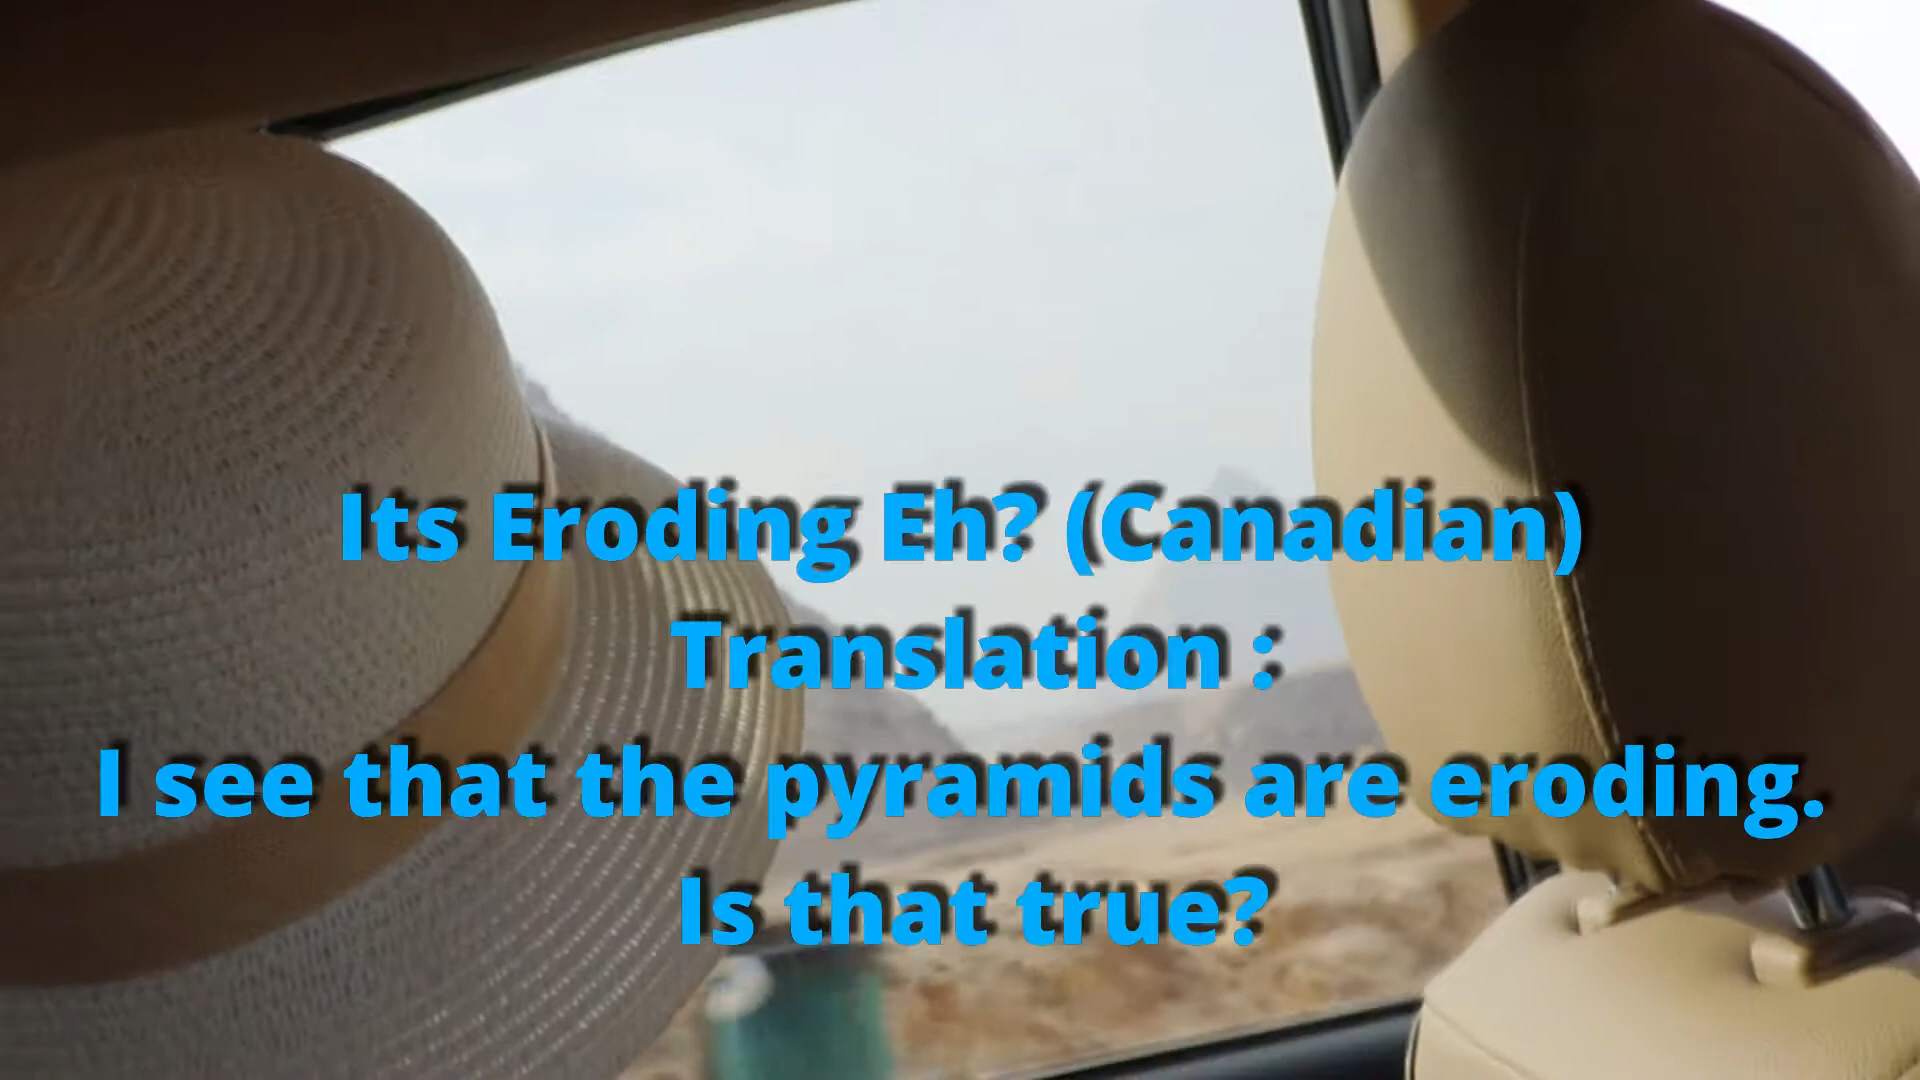 Its Eroding Eh? (Canadian)
Translation :
I see that the pyramids are eroding.
Is that true?